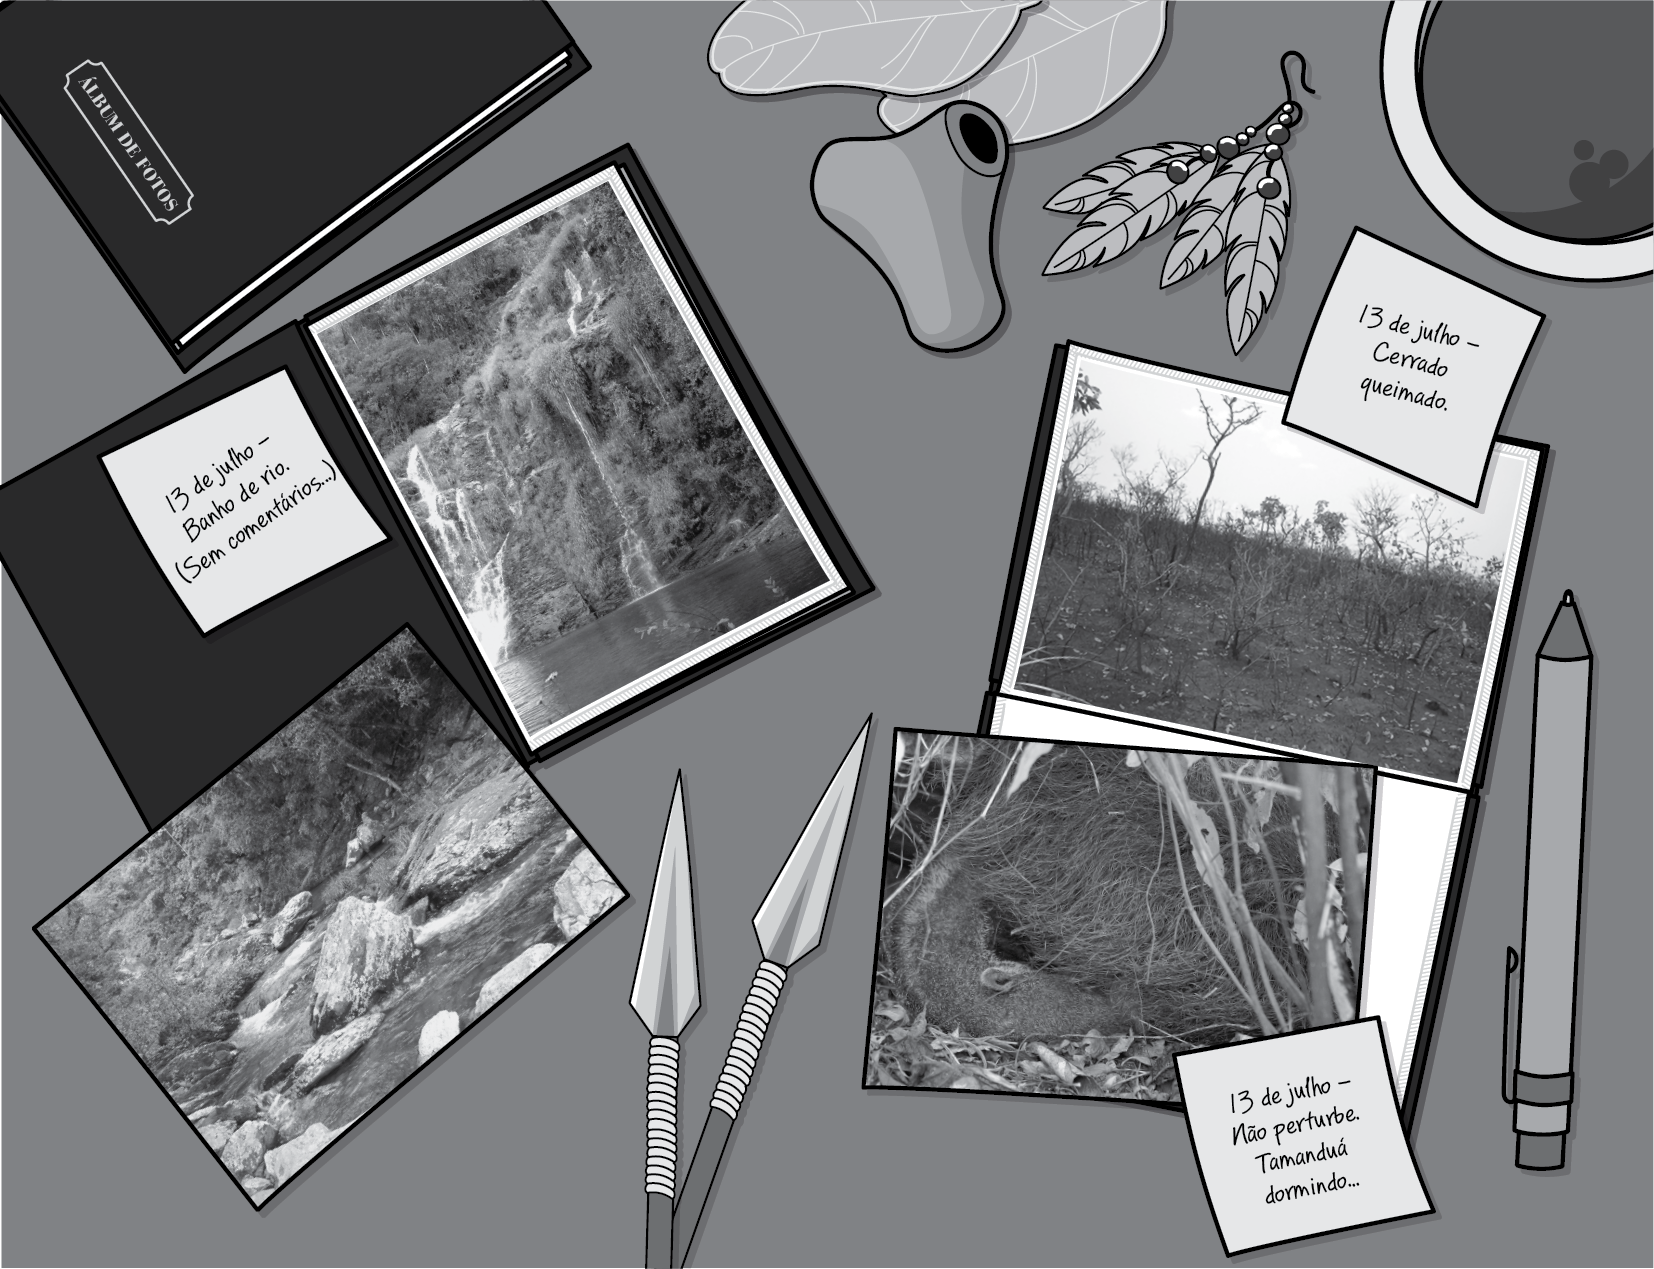 ÁLBUM DE FOTOS
13 de julho –
Banho de rio.
(Sem comentários...)
13 de julho –
Cerrado
queimado.
13 de julho –
Não perturbe.
Tamanduá
dormindo...